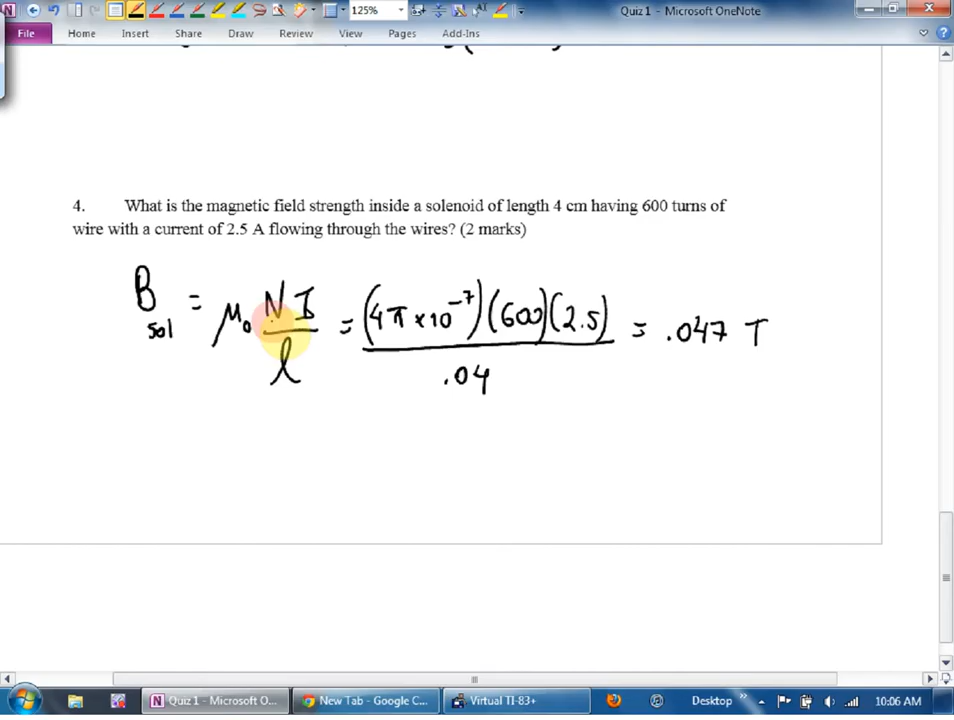 125%
Quiz 1 - Microsoft OneNote
File Home Insert Share Draw Review View Pages Add-Ins
4. What is the magnetic field strength inside a solenoid of length 4 cm having 600 turns of
wire with a current of 2.5 A flowing through the wires? (2 marks)
B sol = μ₀ NI / l = (4π×10⁻⁷)(600)(2.5) / .04 = .047 T
Quiz 1 - Microsoft O... New Tab - Google C... Virtual TI-83+ Desktop » 10:06 AM